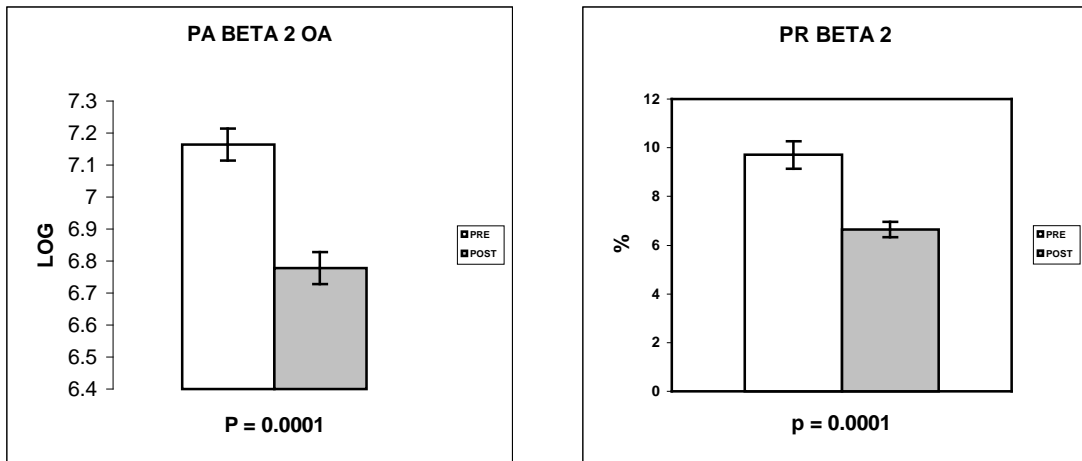 PA BETA 2 OA
7.3
7.2
7.1
7
6.9
6.8
6.7
6.6
6.5
6.4
LOG
PRE
POST
P = 0.0001
PR BETA 2
12
10
8
6
4
2
0
%
PRE
POST
p = 0.0001